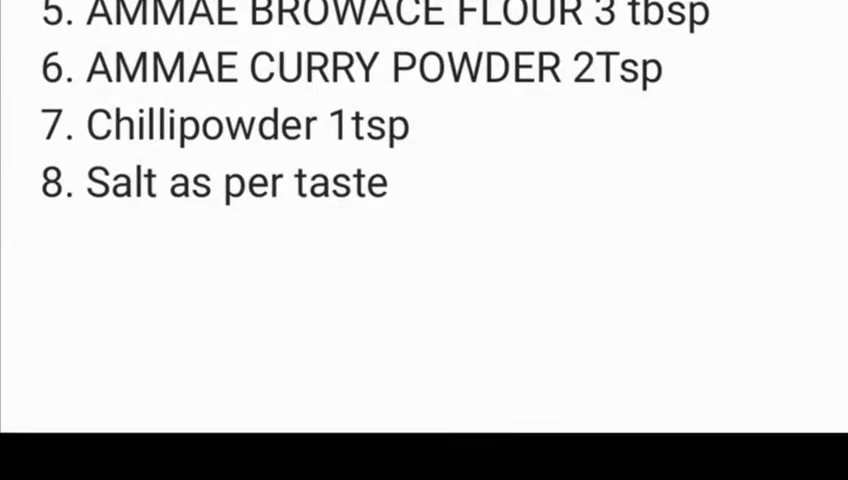 5. AMMAE BROWACE FLOUR 3 tbsp
6. AMMAE CURRY POWDER 2Tsp
7. Chillipowder 1tsp
8. Salt as per taste